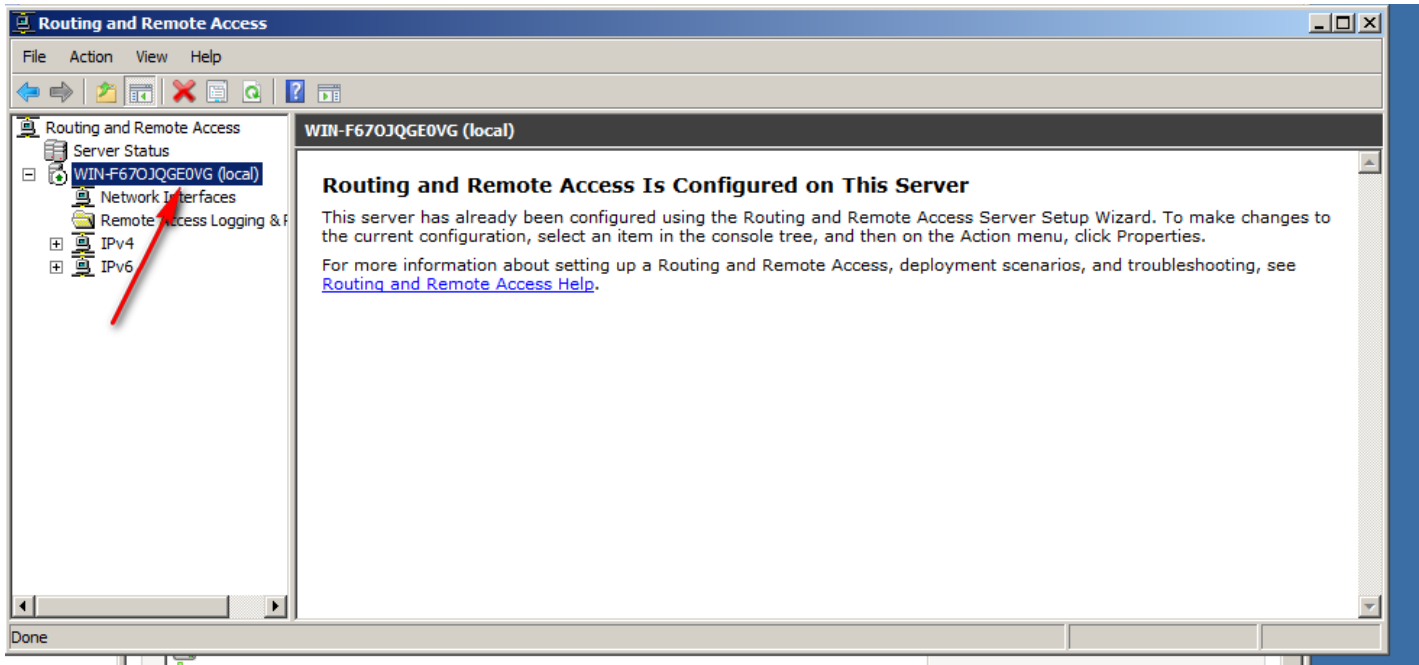 Routing and Remote Access
File Action View Help
Routing and Remote Access
Server Status
WIN-F67OJQGE0VG (local)
Network Interfaces
Remote Access Logging &
IPv4
IPv6
WIN-F67OJQGE0VG (local)
Routing and Remote Access Is Configured on This Server
This server has already been configured using the Routing and Remote Access Server Setup Wizard. To make changes to
the current configuration, select an item in the console tree, and then on the Action menu, click Properties.
For more information about setting up a Routing and Remote Access, deployment scenarios, and troubleshooting, see
Routing and Remote Access Help.
Done